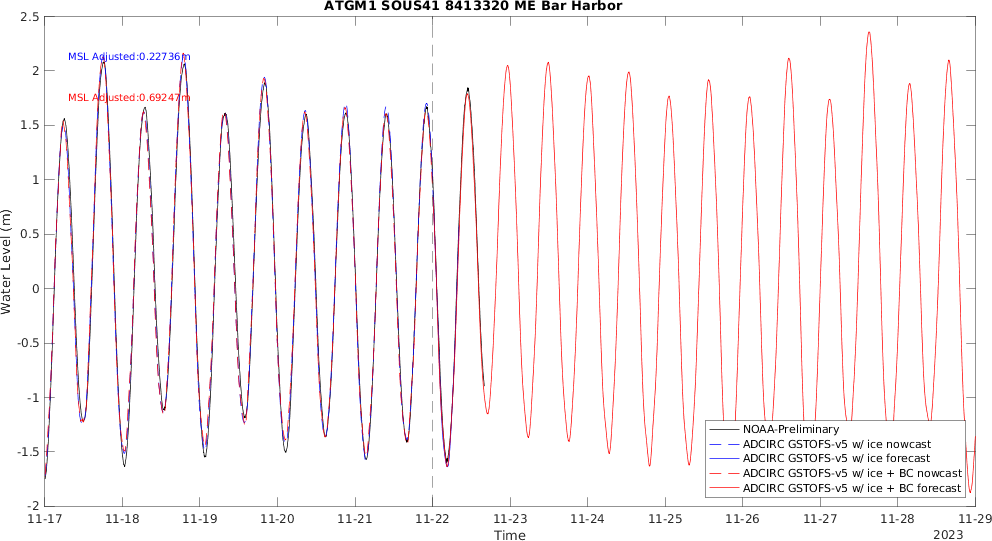 ATGM1 SOUS41 8413320 ME Bar Harbor
2.5
2
1.5
1
0.5
0
-0.5
-1
-1.5
-2
Water Level (m)
MSL Adjusted:0.22736m
MSL Adjusted:0.69247m
NOAA-Preliminary
ADCIRC GSTOFS-v5 w/ ice nowcast
ADCIRC GSTOFS-v5 w/ ice forecast
ADCIRC GSTOFS-v5 w/ ice + BC nowcast
ADCIRC GSTOFS-v5 w/ ice + BC forecast
11-17 11-18 11-19 11-20 11-21 11-22 11-23 11-24 11-25 11-26 11-27 11-28 11-29
Time
2023